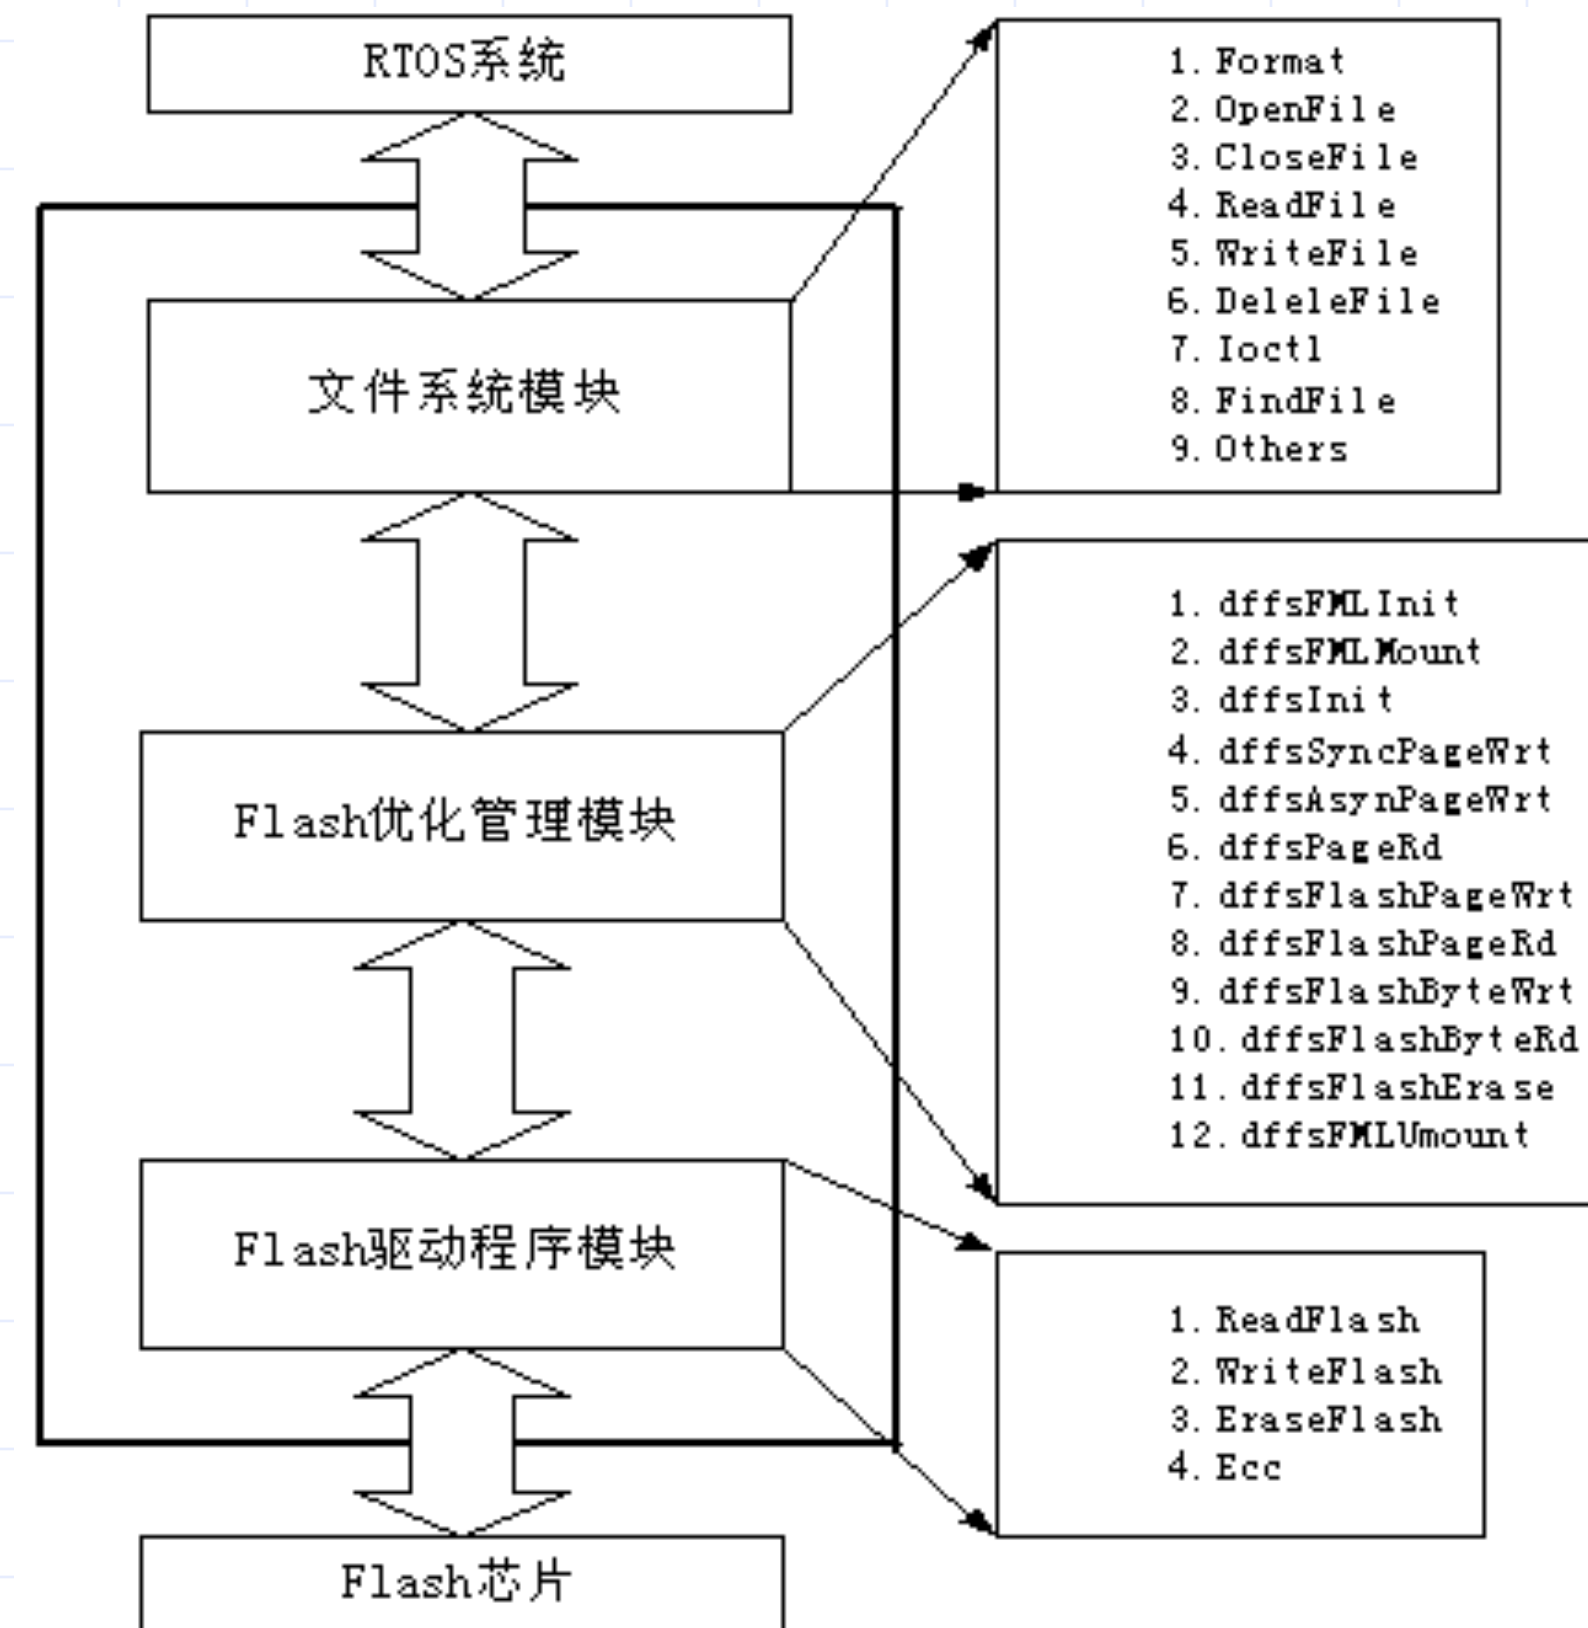 RTOS系统
文件系统模块
Flash优化管理模块
Flash驱动程序模块
Flash芯片
1. Format
2. OpenFile
3. CloseFile
4. ReadFile
5. WriteFile
6. DeleleFile
7. Ioctl
8. FindFile
9. Others
1. dffsFMLInit
2. dffsFMLMount
3. dffsInit
4. dffsSyncPageWrt
5. dffsAsynPageWrt
6. dffsPageRd
7. dffsFlashPageWrt
8. dffsFlashPageRd
9. dffsFlashByteWrt
10. dffsFlashByteRd
11. dffsFlashErase
12. dffsFMLUmount
1. ReadFlash
2. WriteFlash
3. EraseFlash
4. Ecc